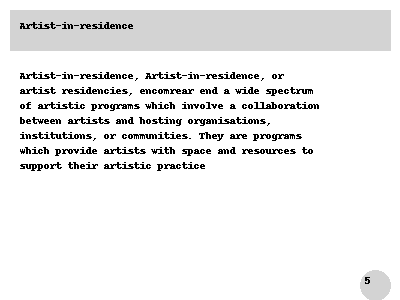 Artist-in-residence
Artist-in-residence, Artist-in-residence, or
artist residencies, encomrear end a wide spectrum
of artistic programs which involve a collaboration
between artists and hosting organisations,
institutions, or communities. They are programs
which provide artists with space and resources to
support their artistic practice
5